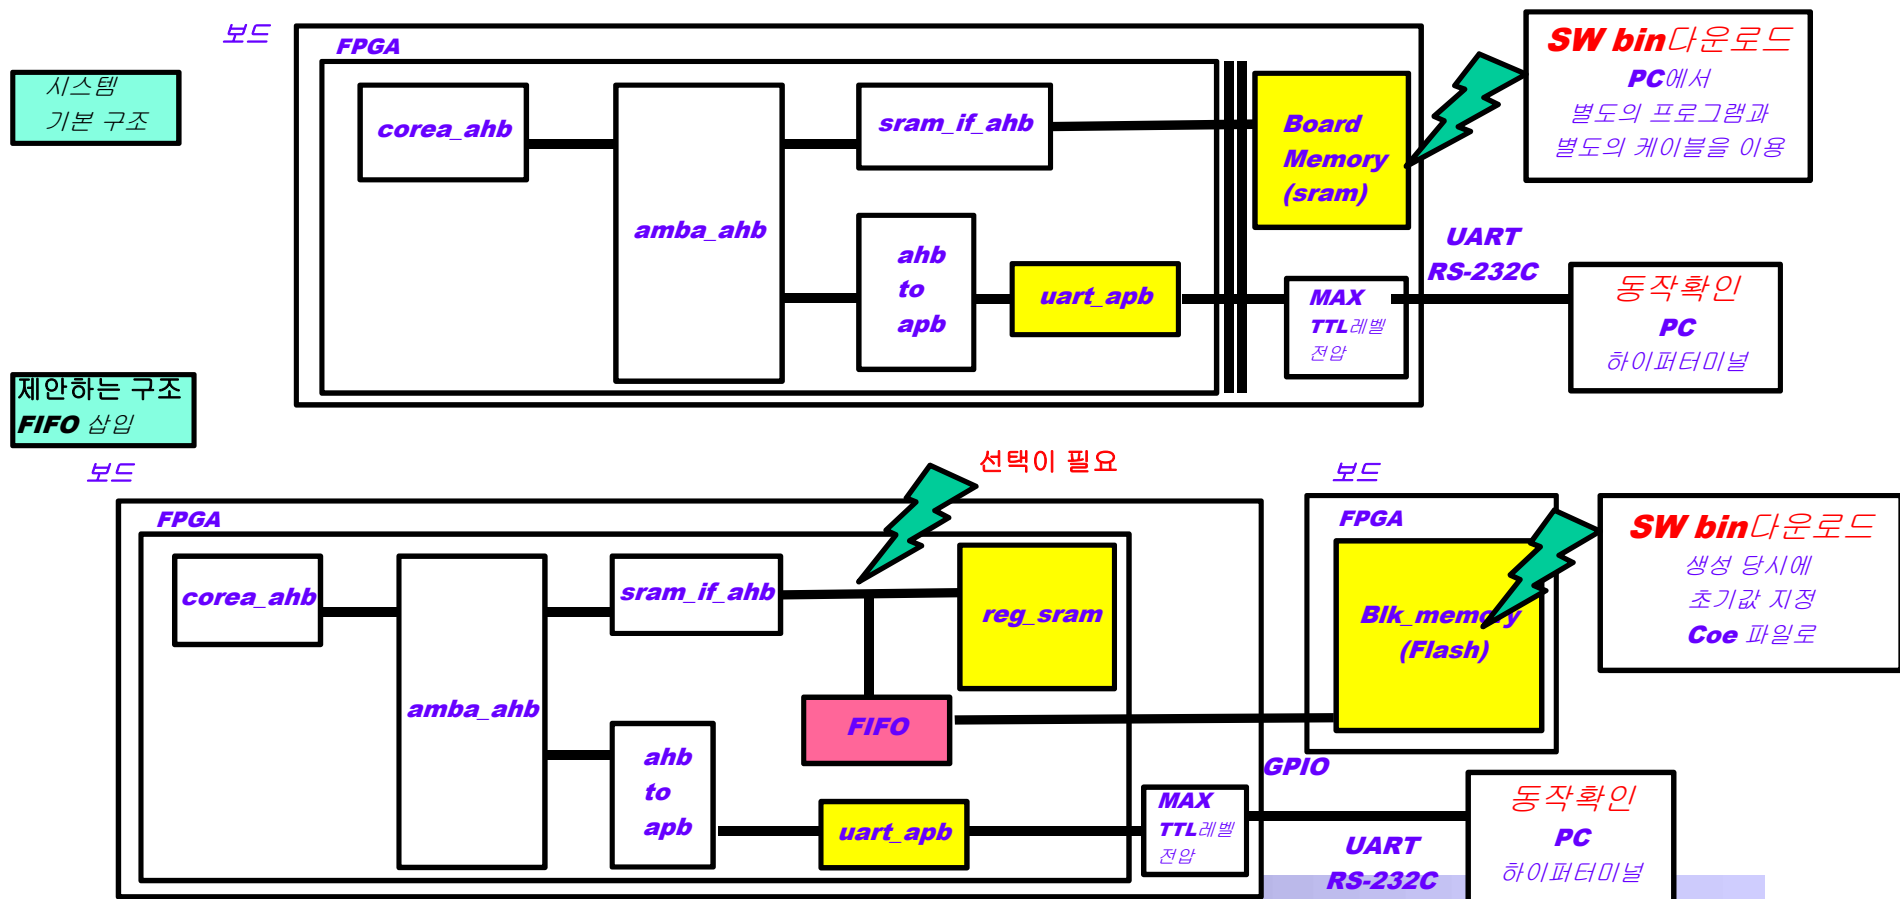 보드
FPGA
시스템
기본 구조
corea_ahb
amba_ahb
sram_if_ahb
ahb
to
apb
uart_apb
Board
Memory
(sram)
MAX
TTL레벨
전압
SW bin다운로드
PC에서
별도의 프로그램과
별도의 케이블을 이용
UART
RS-232C
동작확인
PC
하이퍼터미널
제안하는 구조
FIFO 삽입
보드
FPGA
선택이 필요
corea_ahb
amba_ahb
sram_if_ahb
reg_sram
FIFO
ahb
to
apb
uart_apb
MAX
TTL레벨
전압
보드
FPGA
Blk_memory
(Flash)
SW bin다운로드
생성 당시에
초기값 지정
Coe 파일로
GPIO
UART
RS-232C
동작확인
PC
하이퍼터미널